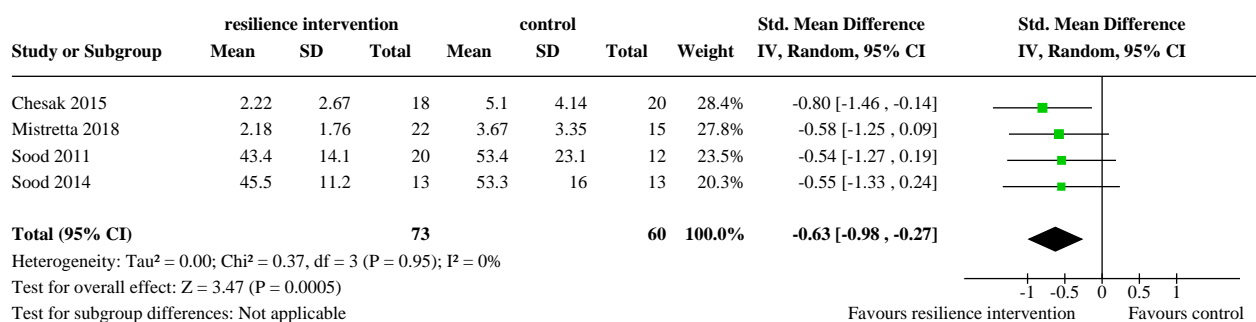 resilience intervention control Std. Mean Difference Std. Mean Difference
Study or Subgroup Mean SD Total Mean SD Total Weight IV, Random, 95% CI IV, Random, 95% CI
Chesak 2015 2.22 2.67 18 5.1 4.14 20 28.4% -0.80 [-1.46 , -0.14]
Mistretta 2018 2.18 1.76 22 3.67 3.35 15 27.8% -0.58 [-1.25 , 0.09]
Sood 2011 43.4 14.1 20 53.4 23.1 12 23.5% -0.54 [-1.27 , 0.19]
Sood 2014 45.5 11.2 13 53.3 16 13 20.3% -0.55 [-1.33 , 0.24]
Total (95% CI) 73 60 100.0% -0.63 [-0.98 , -0.27]
Heterogeneity: Tau² = 0.00; Chi² = 0.37, df = 3 (P = 0.95); I² = 0%
Test for overall effect: Z = 3.47 (P = 0.0005)
-1 -0.5 0 0.5 1
Test for subgroup differences: Not applicable Favours resilience intervention Favours control